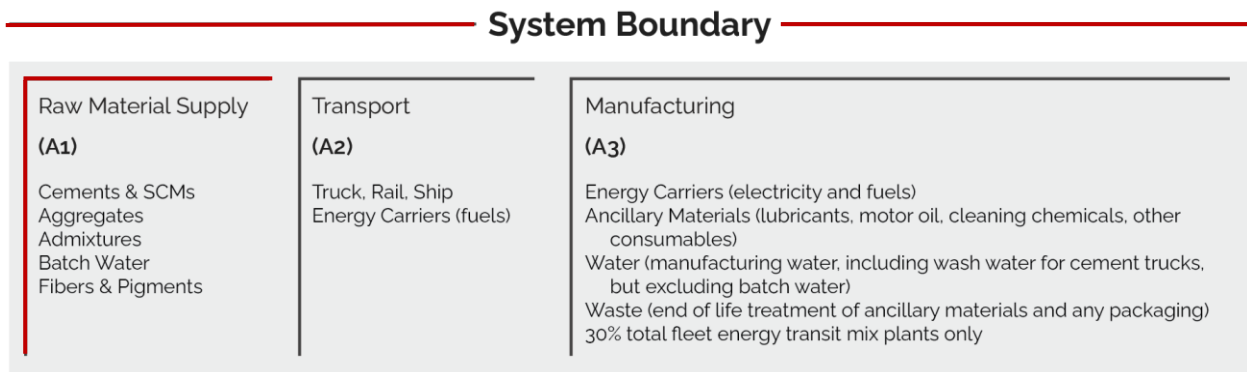 System Boundary
Raw Material Supply
(A1)
Cements & SCMs
Aggregates
Admixtures
Batch Water
Fibers & Pigments
Transport
(A2)
Truck, Rail, Ship
Energy Carriers (fuels)
Manufacturing
(A3)
Energy Carriers (electricity and fuels)
Ancillary Materials (lubricants, motor oil, cleaning chemicals, other
consumables)
Water (manufacturing water, including wash water for cement trucks,
but excluding batch water)
Waste (end of life treatment of ancillary materials and any packaging)
30% total fleet energy transit mix plants only